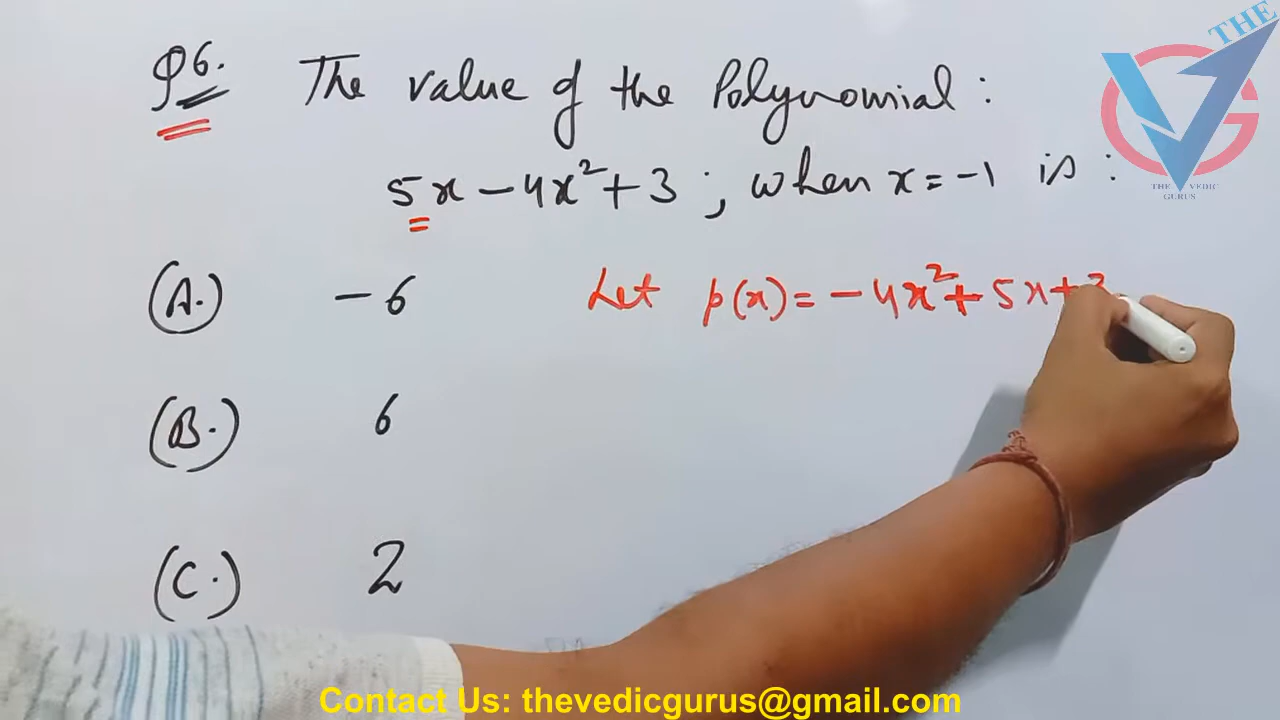 Q6. The value of the Polynomial :
5x - 4x² + 3 ; when x = -1 is :
(A.) -6
Let p(x) = -4x² + 5x + 3
(B.) 6
(C.) 2
THE
THE VEDIC
GURUS
Contact Us: thevedicgurus@gmail.com